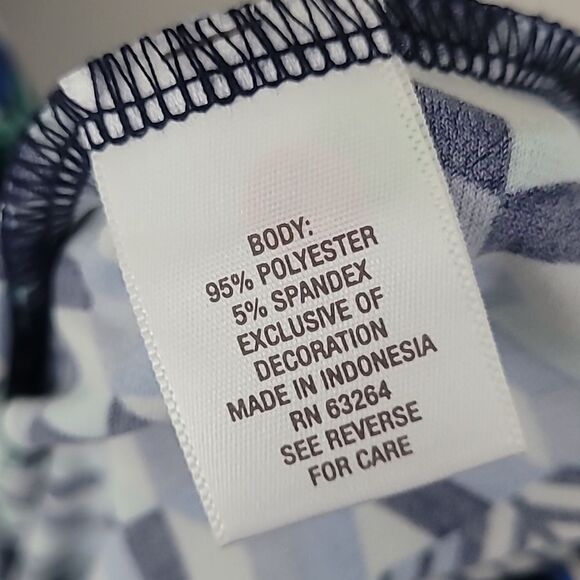 BODY:
95% POLYESTER
5% SPANDEX
EXCLUSIVE OF
DECORATION
MADE IN INDONESIA
RN 63264
SEE REVERSE
FOR CARE